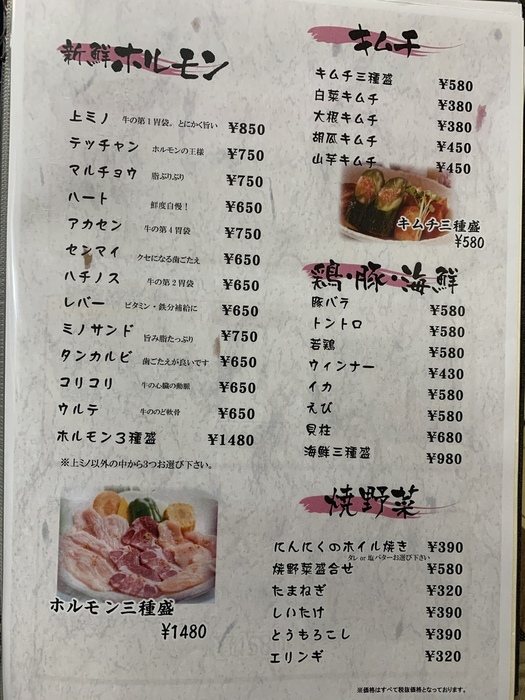 新鮮ホルモン
上ミノ 牛の第1胃袋。とにかく旨い ¥850
テッチャン ホルモンの王様 ¥750
マルチョウ 脂ぷりぷり ¥750
ハート 鮮度自慢! ¥650
アカセン 牛の第4胃袋 ¥750
センマイ クセになる歯ごたえ ¥650
ハチノス 牛の第2胃袋 ¥650
レバー ビタミン・鉄分補給に ¥650
ミノサンド 旨み脂たっぷり ¥750
タンカルビ 歯ごたえが良いです ¥650
コリコリ 牛の心臓の動脈 ¥650
ウルテ 牛ののど軟骨 ¥650
ホルモン3種盛 ¥1480
※上ミノ以外の中から3つお選び下さい。
ホルモン三種盛
¥1480
キムチ
キムチ三種盛 ¥580
白菜キムチ ¥380
大根キムチ ¥380
胡瓜キムチ ¥450
山芋キムチ ¥450
キムチ三種盛
¥580
鶏・豚・海鮮
豚バラ ¥580
トントロ ¥580
若鶏 ¥580
ウィンナー ¥430
イカ ¥580
えび ¥580
貝柱 ¥680
海鮮三種盛 ¥980
焼野菜
にんにくのホイル焼き ¥390
タレ or 塩バターお選び下さい
焼野菜盛合せ ¥580
たまねぎ ¥320
しいたけ ¥390
とうもろこし ¥390
エリンギ ¥320
※価格はすべて税抜価格となっております。